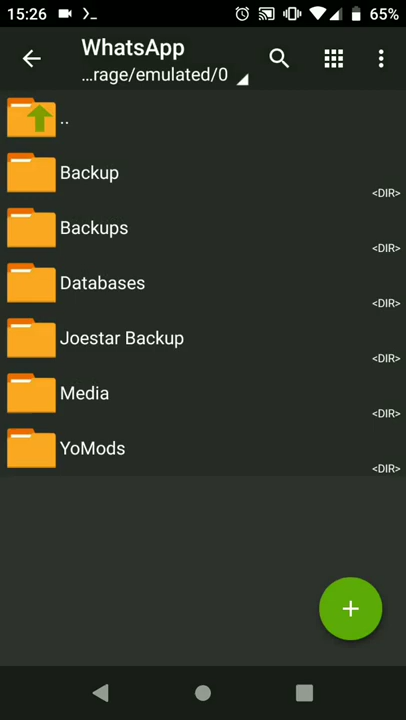 15:26 65%
WhatsApp
...rage/emulated/0
..
Backup
<DIR>
Backups
<DIR>
Databases
<DIR>
Joestar Backup
<DIR>
Media
<DIR>
YoMods
<DIR>